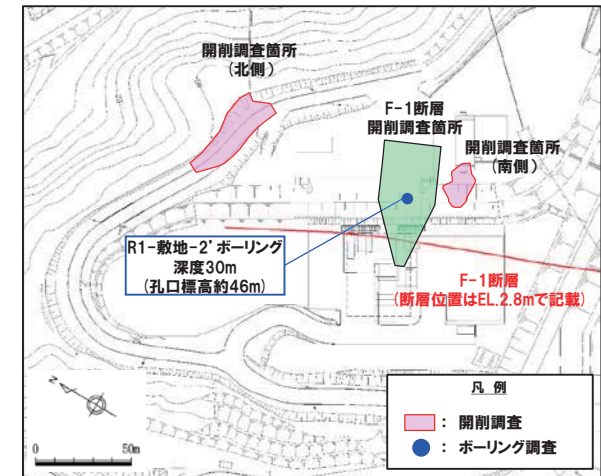 開削調査箇所
(北側)
F-1断層
開削調査箇所
開削調査箇所
(南側)
R1-敷地-2'ボーリング
深度30m
(孔口標高約46m)
F-1断層
(断層位置はEL.2.8mで記載)
N
0 50m
凡 例
: 開削調査
: ボーリング調査